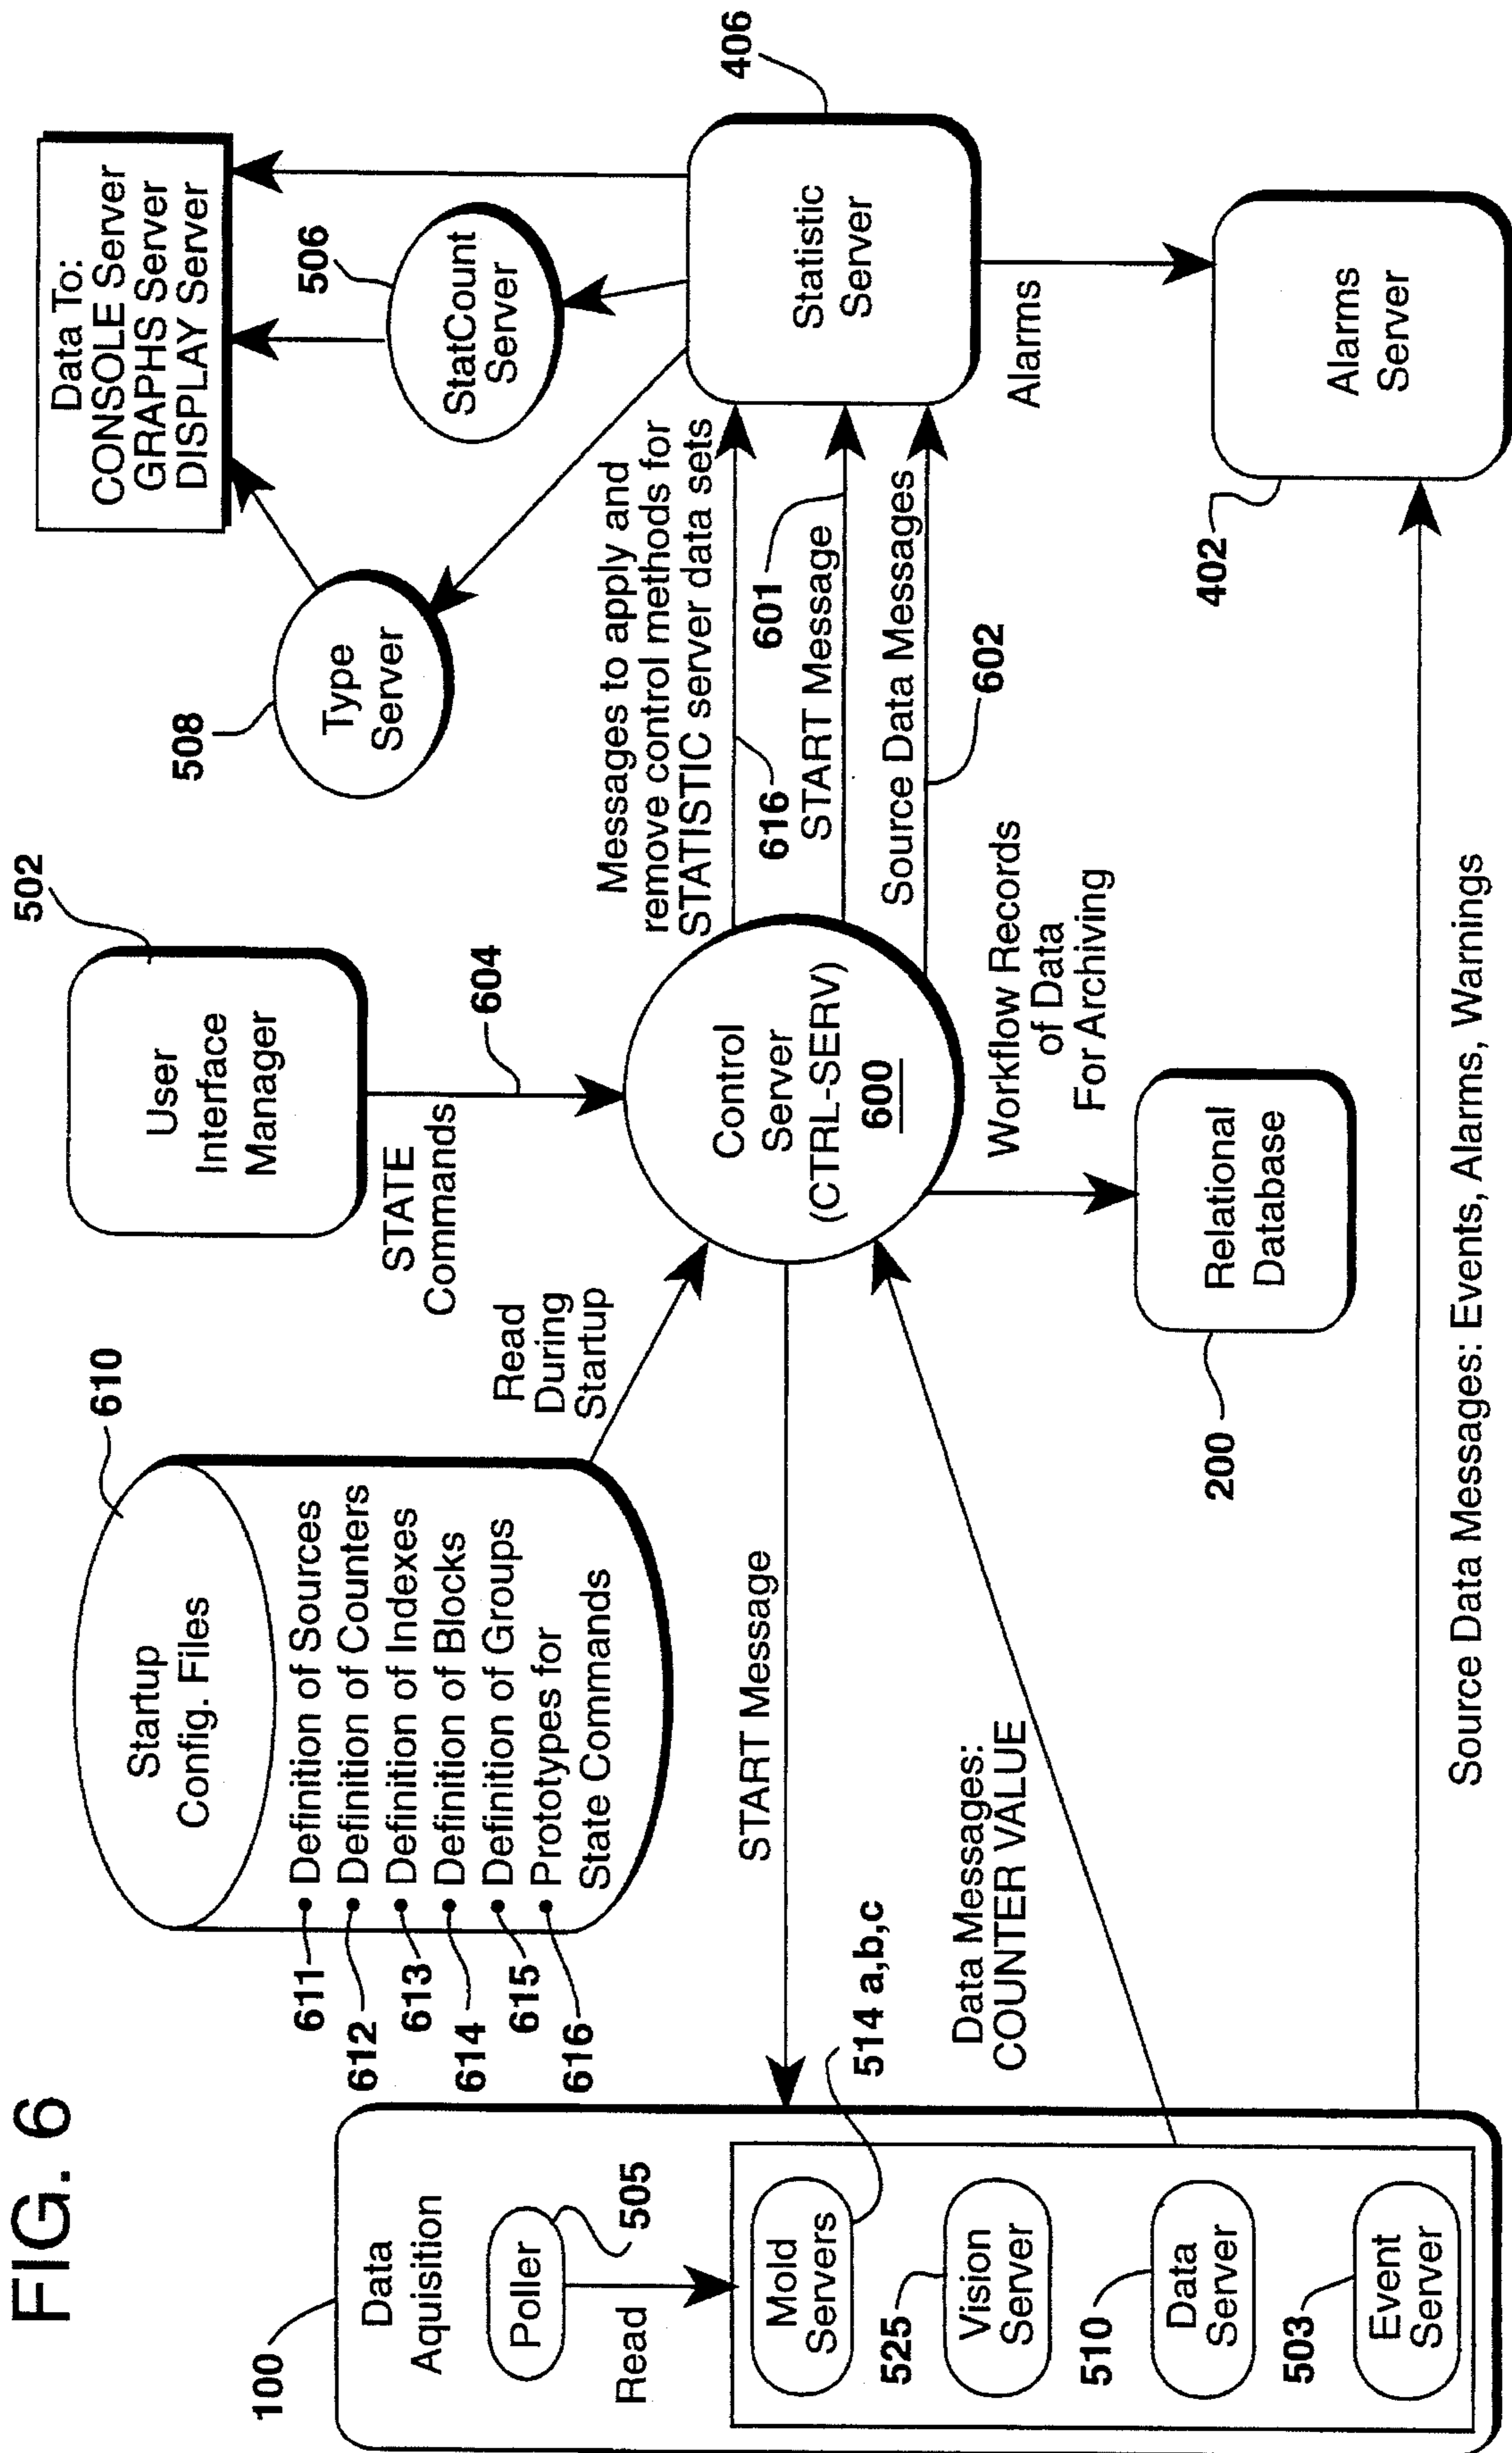 FIG. 6
100
Data
Aquisition
Poller
505
Read
Mold
Servers
514 a,b,c
525
Vision
Server
510
Data
Server
503
Event
Server
Startup
Config. Files
610
611
• Definition of Sources
612
• Definition of Counters
613
• Definition of Indexes
614
• Definition of Blocks
615
• Definition of Groups
616
• Prototypes for
State Commands
Read
During
Startup
START Message
Data Messages:
COUNTER VALUE
User
Interface
Manager
502
STATE
Commands
604
Control
Server
(CTRL-SERV)
600
Workflow Records
of Data
For Archiving
Relational
Database
200
Messages to apply and
remove control methods for
STATISTIC server data sets
616
601
START Message
Source Data Messages
602
508
Type
Server
506
StatCount
Server
Data To:
CONSOLE Server
GRAPHS Server
DISPLAY Server
Statistic
Server
406
Alarms
Alarms
Server
402
Source Data Messages: Events, Alarms, Warnings